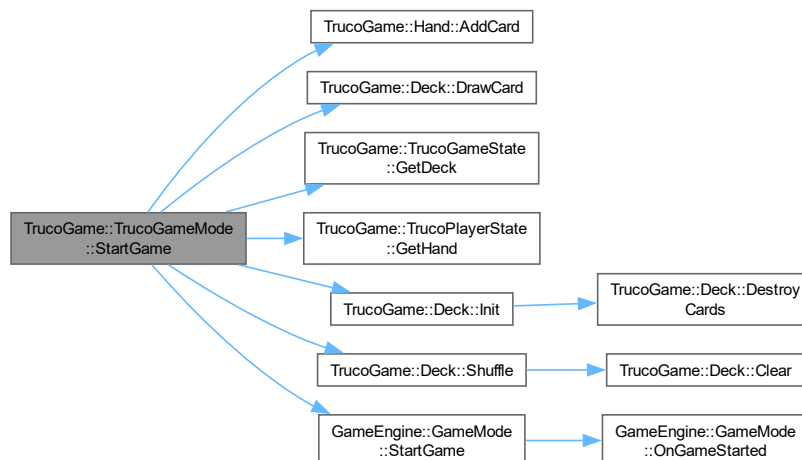 TrucoGame::Hand::AddCard
TrucoGame::Deck::DrawCard
TrucoGame::TrucoGameState
::GetDeck
TrucoGame::TrucoGameMode
::StartGame
TrucoGame::TrucoPlayerState
::GetHand
TrucoGame::Deck::Init
TrucoGame::Deck::Destroy
Cards
TrucoGame::Deck::Shuffle
TrucoGame::Deck::Clear
GameEngine::GameMode
::StartGame
GameEngine::GameMode
::OnGameStarted